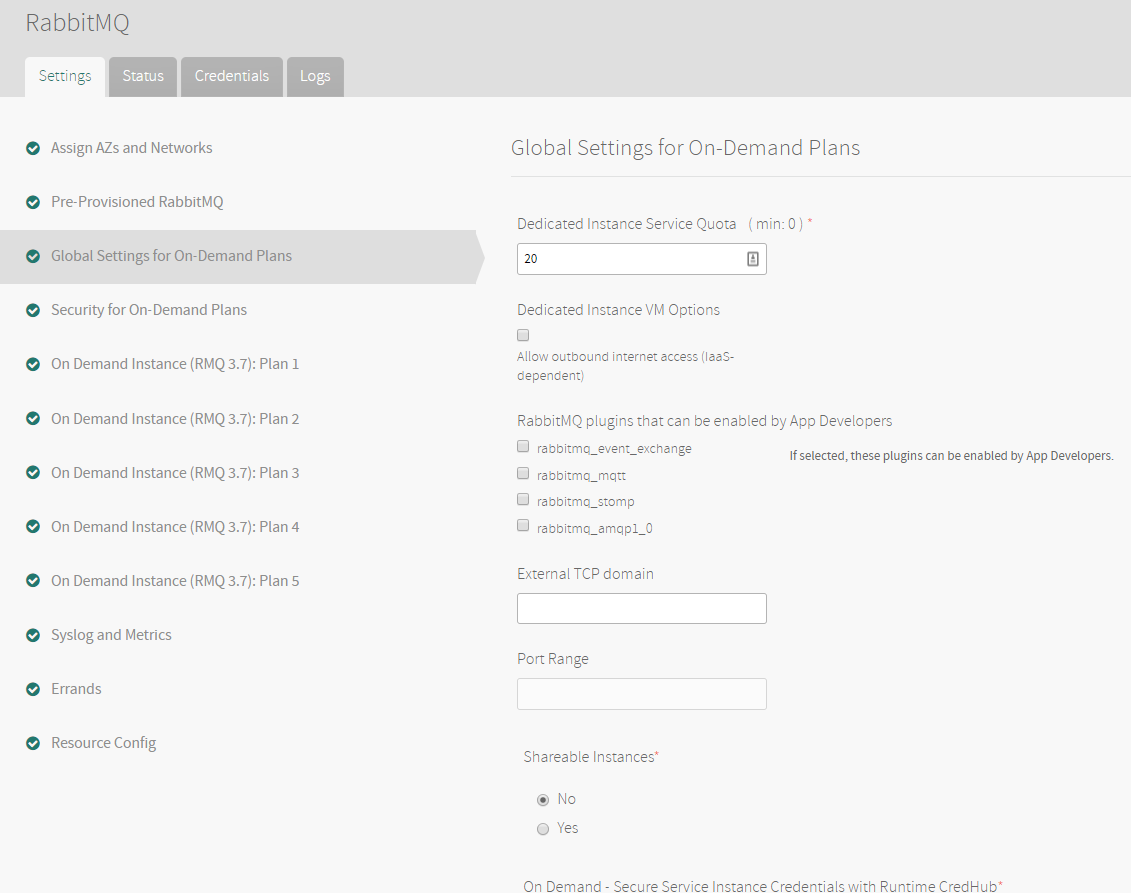 RabbitMQ
Settings
Status
Credentials
Logs
Assign AZs and Networks
Pre-Provisioned RabbitMQ
Global Settings for On-Demand Plans
Security for On-Demand Plans
On Demand Instance (RMQ 3.7): Plan 1
On Demand Instance (RMQ 3.7): Plan 2
On Demand Instance (RMQ 3.7): Plan 3
On Demand Instance (RMQ 3.7): Plan 4
On Demand Instance (RMQ 3.7): Plan 5
Syslog and Metrics
Errands
Resource Config
Global Settings for On-Demand Plans
Dedicated Instance Service Quota ( min: 0 ) *
20
Dedicated Instance VM Options
Allow outbound internet access (IaaS-
dependent)
RabbitMQ plugins that can be enabled by App Developers
rabbitmq_event_exchange
If selected, these plugins can be enabled by App Developers.
rabbitmq_mqtt
rabbitmq_stomp
rabbitmq_amqp1_0
External TCP domain
Port Range
Shareable Instances*
No
Yes
On Demand - Secure Service Instance Credentials with Runtime CredHub*